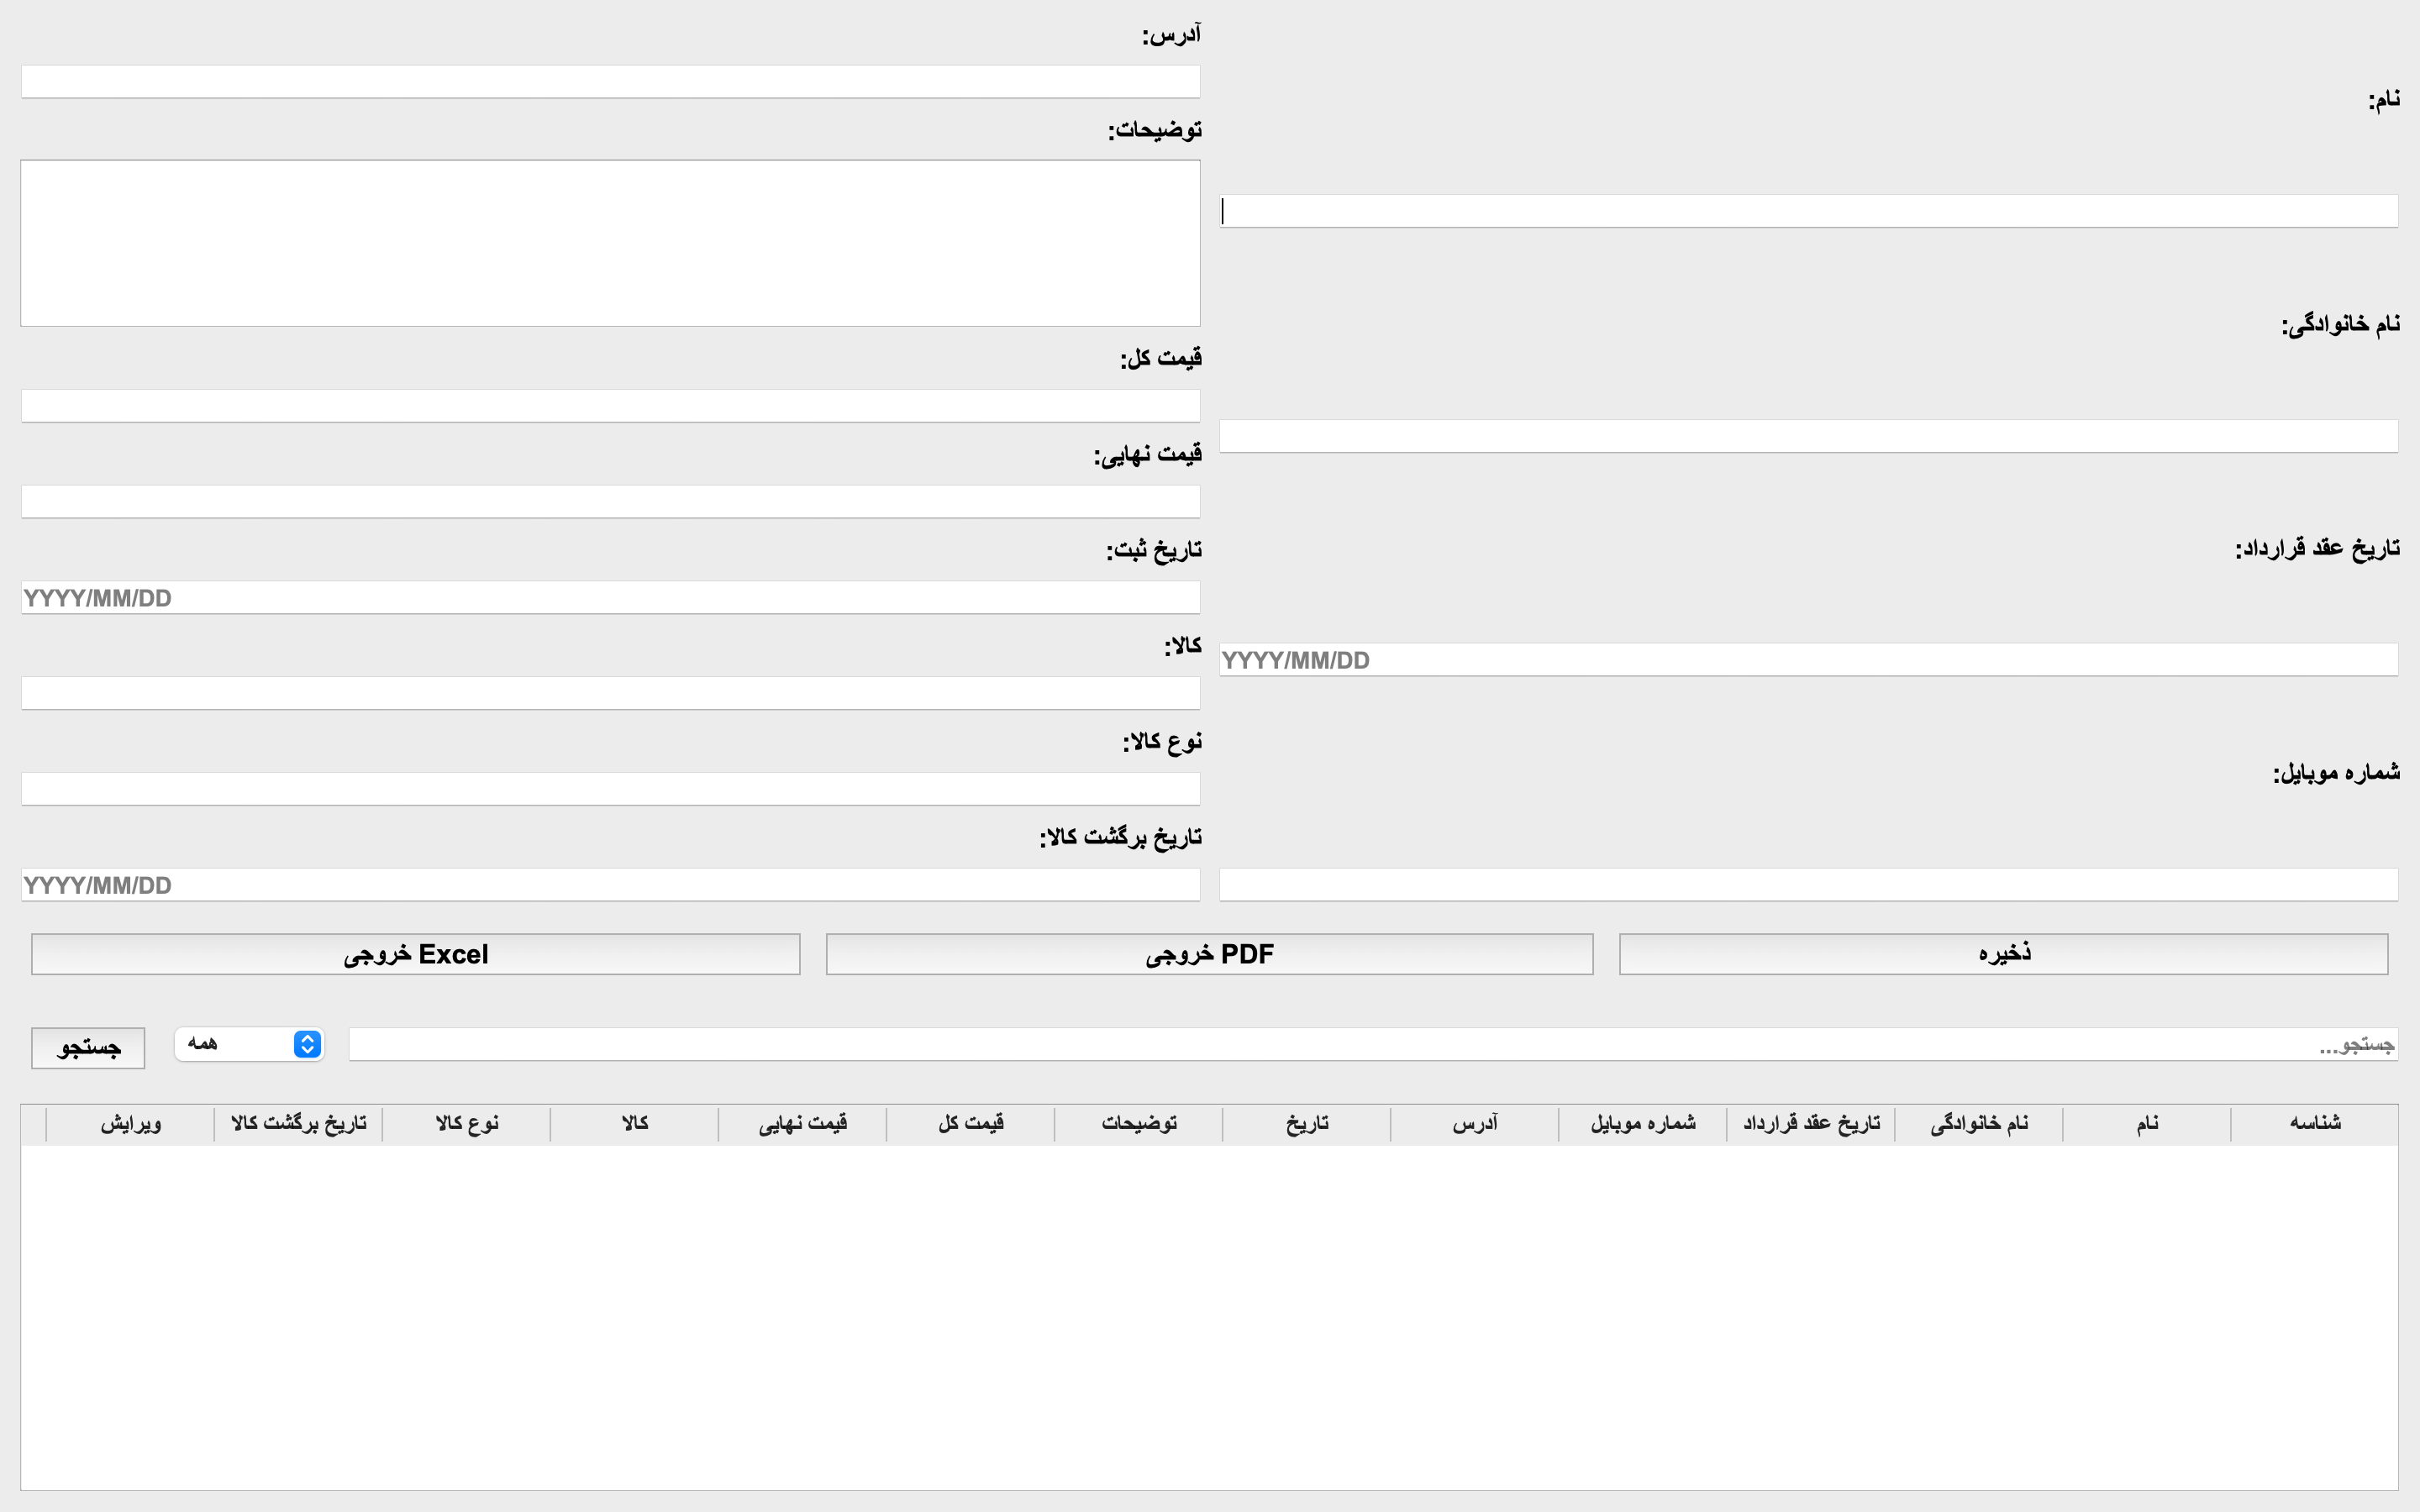 نام:
نام خانوادگی:
تاریخ عقد قرارداد:
YYYY/MM/DD
شماره موبایل:
آدرس:
توضیحات:
قیمت کل:
قیمت نهایی:
تاریخ ثبت:
YYYY/MM/DD
کالا:
نوع کالا:
تاریخ برگشت کالا:
YYYY/MM/DD
ذخیره
خروجی PDF
خروجی Excel
جستجو...
همه
جستجو
شناسه نام نام خانوادگی تاریخ عقد قرارداد شماره موبایل آدرس تاریخ توضیحات قیمت کل قیمت نهایی کالا نوع کالا تاریخ برگشت کالا ویرایش